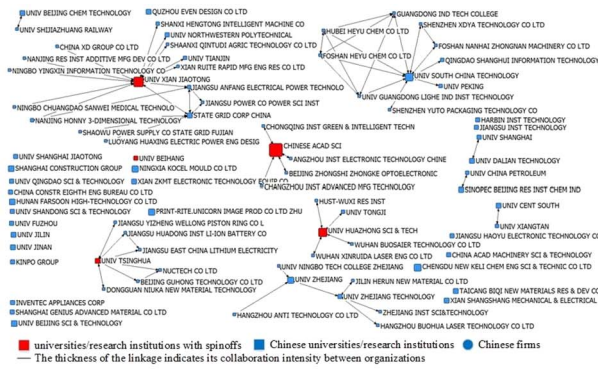 UNIV BEIJING CHEM TECHNOLOGY
UNIV SHIJIAZHUANG RAILWAY
QUZHOU EVEN DESIGN CO LTD
SHANXI HENGTONG INTELLIGENT MACHINE CO
UNIV NORTHWESTERN POLYTECHNICAL
SHAANXI QINTUDI AGRIC TECHNOLOGY CO LTD
CHINA XD GROUP CO LTD
UNIV TIANJIN
NANJING RES INST ADDITIVE MFG DEV CO LTD
XIAN RUITE RAPID MFG ENG RES CO LTD
NINGBO YINGXIN INFORMATION TECHNOLOGY CO
UNIV XIAN JIAOTONG
JIANGSU ANFANG ELECTRICAL POWER TECHNOLO
JIANGSU POWER CO POWER SCI INST
NINGBO CHUANGDAO SANWEI MEDICAL TECHNOLO
STATE GRID CORP CHINA
NANING HONNY 3-DIMENSIONAL TECHNOLOGY
SHAOWU POWER SUPPLY CO STATE GRID FUJIAN
LUOYANG HUAXING ELECTRIC POWER ENG DESIG
GUANGDONG IND TECH COLLEGE
HUBEI HEYU CHEM CO LTD
SHENZHEN XDYA TECHNOLOGY CO LTD
FOSHAN NANHAI ZHONGNAN MACHINERY CO LTD
FOSHAN HEYU CHEM CO LTD
QINGDAO SHANGHUI INFORMATION TECHNOLOGY
UNIV SOUTH CHINA TECHNOLOGY
UNIV PEKING
UNIV GUANGDONG LIGHE IND INST TECHNOLOGY
SHENZHEN YUTO PACKAGING TECHNOLOGY CO
CHONGQING INST GREEN & INTELLIGENT TECHN
CHINESE ACAD SCI
HANGZHOU INST ELECTRONIC TECHNOLOGY CHINE
BEIJING ZHONGSHI ZHONGKE OPTOELECTRONIC
CHANGZHOU INST ADVANCED MFG TECHNOLOGY
HARBIN INST TECHNOLOGY
JIANGSU INST TECHNOLOGY
UNIV SHANGHAI
UNIV DALIAN TECHNOLOGY
UNIV CHINA PETROLEUM
SINOPEC BEIJING RES INST CHEM IND
UNIV SHANGHAI JIAOTONG
UNIV BEIHANG
SHANGHAI CONSTRUCTION GROUP
NINGXIA KOCEL MOULD CO LTD
UNIV QINGDAO SCI & TECHNOLOGY
XIAN ZKMT ELECTRONIC TECHNOLOGY EQUIP CO
CHINA CONSTR EIGHTH ENG BUREAU CO LTD
HUNAN FARSOON HIGH-TECHNOLOGY CO LTD
UNIV SHANDONG SCI & TECHNOLOGY
PRINT-RITE.UNICORN IMAGE PROD CO LTD ZHU
UNIV FUZHOU
UNIV JILIN
UNIV JINAN
KINPO GROUP
JIANGSU YIZHENG WELLONG PISTON RING CO L
JIANGSU HUADONG INST LI-ION BATTERY CO
JIANGSU EAST CHINA LITHIUM ELECTRICITY
UNIV TSINGHUA
NUCTECH CO LTD
BEIJING GUHONG TECHNOLOGY CO LTD
DONGGUAN NIUKA NEW MATERIAL TECHNOLOGY
INVENTEC APPLIANCES CORP
SHANGHAI GENIUS ADVANCED MATERIAL CO LTD
UNIV BEIJING SCI & TECHNOLOGY
HUST-WUXI RES INST
UNIV TONGJI
UNIV HUAZHONG SCI & TECH
WUHAN BUOSAIER TECHNOLOGY CO LTD
WUHAN XINRUIDA LASER ENG CO LTD
UNIV NINGBO TECH COLLEGE ZHEJIANG
UNIV ZHEJIANG
JILIN HERUN NEW MATERIAL CO LTD
UNIV ZHEJIANG TECHNOLOGY
ZHEJIANG INST SCI&TECHNOLOGY
HANGZHOU ANTI TECHNOLOGY CO LTD
HANGZHOU BUOHUA LASER TECHNOLOGY CO LTD
UNIV CENT SOUTH
UNIV XIANGTAN
JIANGSU HAOYU ELECTRONIC TECHNOLOGY CO
CHINA ACAD MACHINERY SCI & TECHNOLOGY
CHENGDU NEW KELI CHEM ENG SCI & TECHNIC CO LTD
TAICANG BIQI NEW MATERIALS RES & DEV CO
XIAN SHANGSHANG MECHANICAL & ELECTRICAL
universities/research institutions with spinoffs
Chinese universities/research institutions
Chinese firms
The thickness of the linkage indicates its collaboration intensity between organizations